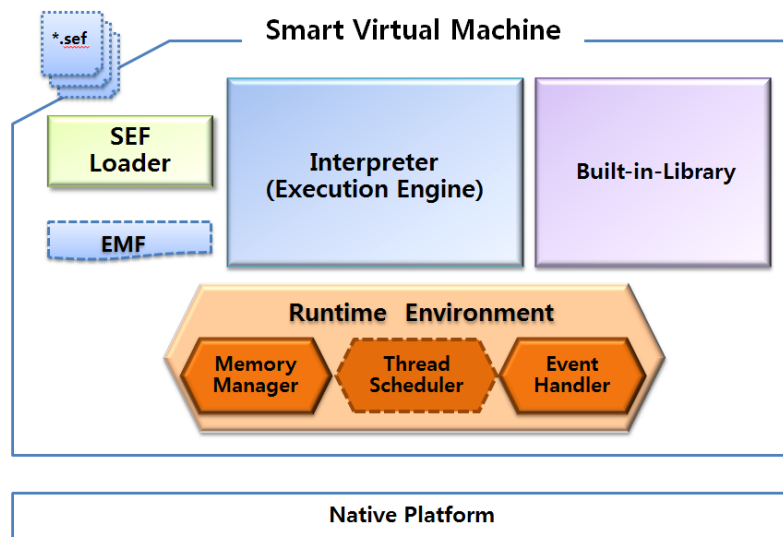 *.sef
Smart Virtual Machine
SEF
Loader
Interpreter
(Execution Engine)
Built-in-Library
EMF
Runtime Environment
Memory
Manager
Thread
Scheduler
Event
Handler
Native Platform